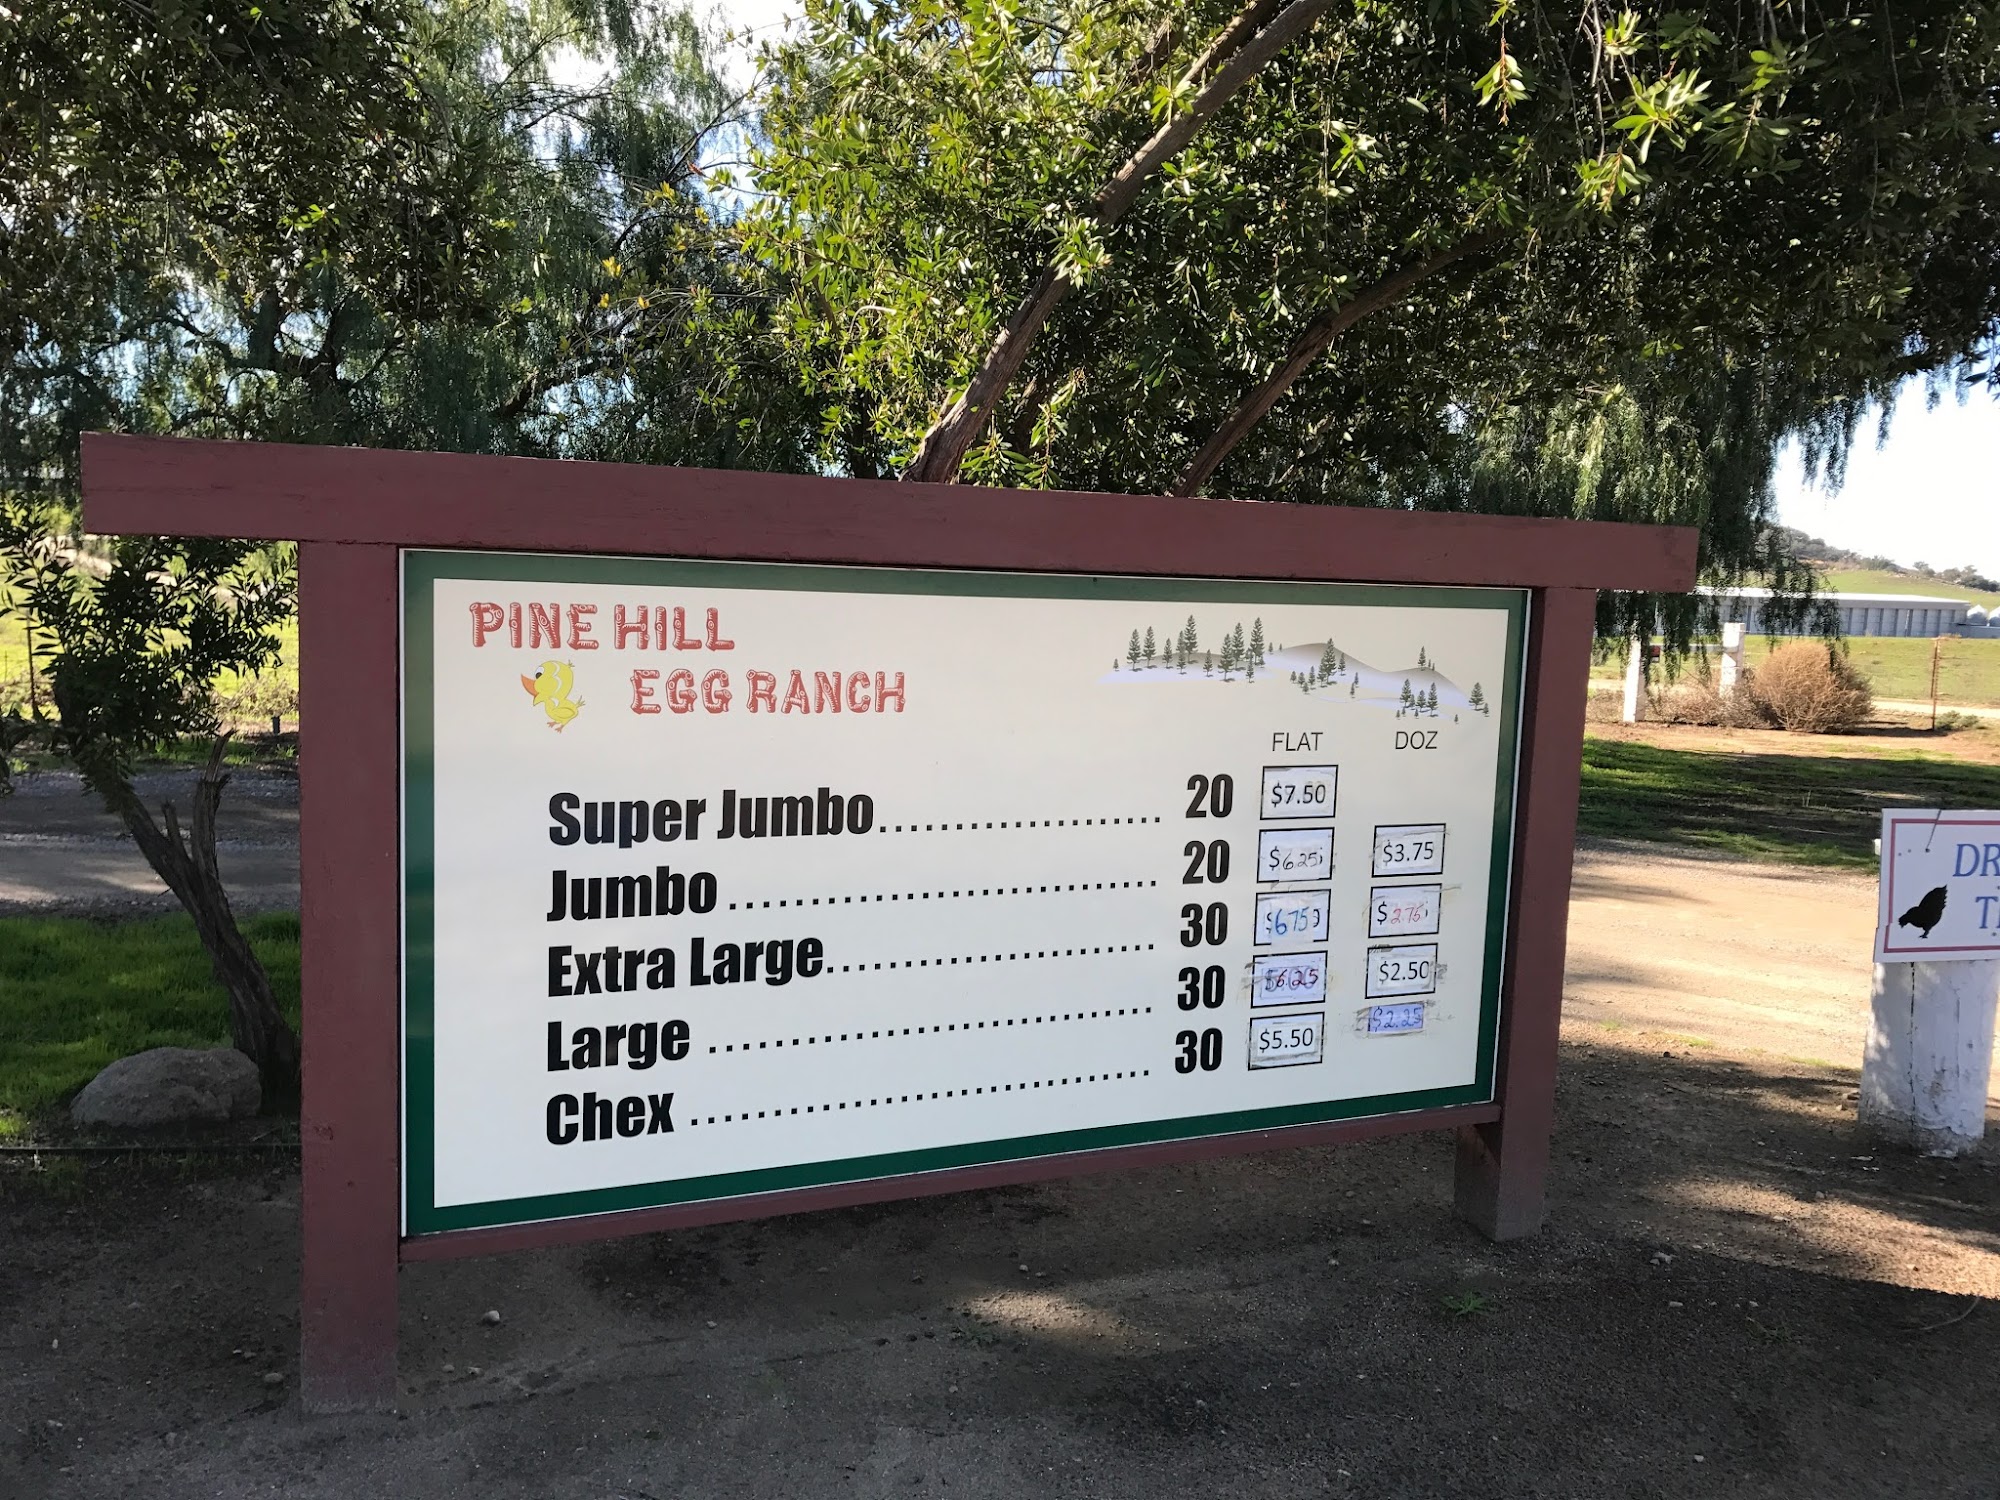 PINE HILL
EGG RANCH
FLAT DOZ
Super Jumbo.................... 20 $7.50
Jumbo ............................ 20 $6.25 $3.75
Extra Large...................... 30 $6.75 $2.75
Large ............................. 30 $6.25 $2.50
Chex .............................. 30 $5.50 $2.25
DR
T